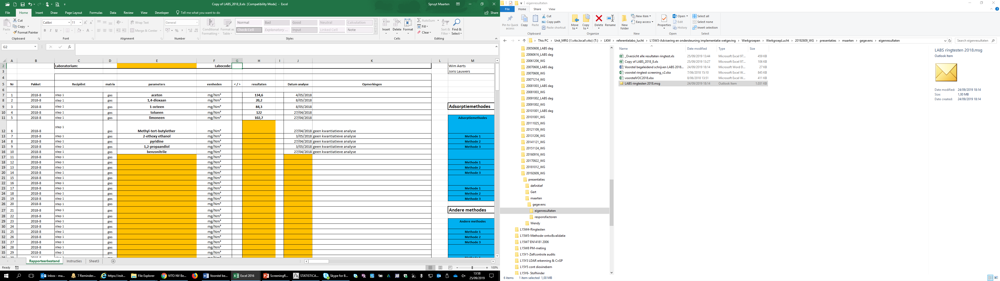 Copy of LABS_2018_8.xls [Compatibility Mode] - Excel
Spruyt Maarten
File Home Insert Draw Page Layout Formulas Data Review View Developer Tell me what you want to do Share
Paste
Cut
Copy
Format Painter
Clipboard
Calibri 11
B I U
Font
Wrap Text
Merge & Center
Alignment
General
Number
Conditional Formatting
Format as Table
Normal Bad Good Neutral Calculation
Check Cell Explanatory ... Input Linked Cell Note
Styles
Insert Delete Format
Cells
AutoSum
Fill
Clear
Sort & Filter
Find & Select
Editing
G2
A B C D E F G H I J K L M
2 Laboratorium: Labocode: Wim Aerts
3 Joris Lauwers
4
5 Nr Pakket Recipiënt matrix parameters eenheden < / > resultaten Datum analyse Opmerkingen
6
7 1 2018-8 stap 1 gas aceton mg/Nm³ 134,6 4/05/2018
8 2 2018-8 stap 1 gas 1,4-dioxaan mg/Nm³ 20,2 8/05/2018
9 3 2018-8 stap 1 gas 1-octeen mg/Nm³ 84,3 8/05/2018 Adsorptiemethodes
10 4 2018-8 stap 1 gas tolueen mg/Nm³ 122 27/04/2018
11 5 2018-8 stap 1 gas limoneen mg/Nm³ 102,7 27/04/2018 Adsorptiemethodes
12 6 2018-8 stap 1 gas Methyl-tert-butylether mg/Nm³ 27/04/2018 geen kwantiatieve analyse
13 7 2018-8 stap 1 gas 2-ethoxy ethanol mg/Nm³ 3/05/2018 geen kwantiatieve analyse Methode 1
14 8 2018-8 stap 1 gas pyridine mg/Nm³ 27/04/2018 geen kwantiatieve analyse Methode 2
15 9 2018-8 stap 1 gas 1,2-propaandiol mg/Nm³ 3/05/2018 geen kwantiatieve analyse Methode 3
16 10 2018-8 stap 1 gas benzonitrile mg/Nm³ 27/04/2018 geen kwantiatieve analyse
17 11 2018-8 stap 1 gas mg/Nm³
18 12 2018-8 stap 1 gas mg/Nm³ Methode 1
19 13 2018-8 stap 1 gas mg/Nm³ Methode 2
20 14 2018-8 stap 1 gas mg/Nm³ Methode 3
21 15 2018-8 stap 1 gas mg/Nm³
22 16 2018-8 stap 1 gas mg/Nm³
23 17 2018-8 stap 1 gas mg/Nm³ Methode 1
24 18 2018-8 stap 1 gas mg/Nm³ Methode 2
25 19 2018-8 stap 1 gas mg/Nm³ Methode 3
26 20 2018-8 stap 1 gas mg/Nm³
27 21 2018-8 stap 1 gas mg/Nm³ Andere methodes
28 22 2018-8 stap 1 gas mg/Nm³
29 23 2018-8 stap 1 gas mg/Nm³ Andere methodes
30 24 2018-8 stap 1 gas mg/Nm³
31 25 2018-8 stap 1 gas mg/Nm³ Methode 1
32 26 2018-8 stap 1 gas mg/Nm³ Methode 2
33 27 2018-8 stap 1 gas mg/Nm³ Methode 3
34 28 2018-8 stap 1 gas mg/Nm³
35 29 2018-8 stap 1 gas mg/Nm³
Rapporteerbestand Instructies Sheet3
Ready 100%
Inbox - ma... 7 Reminder... https://esit... File Explorer VITO NV Be... Voorstel be... Excel 2016 ScreeningR... STATISTICA... Skype for B...
13:58
25/09/2019
eigenresultaten
File Home Share View
Pin to Quick access
Copy
Paste
Cut
Copy path
Paste shortcut
Clipboard
Move to
Copy to
Delete
Rename
Organize
New folder
New item
Easy access
New
Properties
Open
Edit
History
Open
Select all
Select none
Invert selection
Select
This PC > Unit_MRG (\\vito.local\vito) (T:) > LKM > referentielabo_lucht > L15W3-Advisering en ondersteuning implementatie wetgeving > Werkgroepen > WerkgroepLucht > 20192609_WG > presentaties > maarten > gegevens > eigenresultaten
Search eigenresultaten
20050608_LABS dag
20060616_LABS dag
20061206_WG
20070608_LABS dag
20070608_WG
20071214_WG
20081003_LABS dag
20081003_WG
20091002_LABS dag
20091002_WG
20101001_LABS dag
20101001_WG
20111025_WG
20121109_WG
20131206_WG
20141121_WG
20151124_WG
20160916_WG
20170922_WG
20181012_WG
20192609_WG
presentaties
definitief
Gert
maarten
gegevens
eigenresultaten
responsfactoren
Wendy
L15W4-Ringtesten
L15W5-Methode-ontw&validatie
L15W7 EN14181 2006
L15W8 PM-meting
L15Y1-Zelfcontrole audits
L15Y3 LDAR erkenning & CvGP
L15Y5 cont dioxinebem
L15Y6- Stofhinder
Name Date modified Type Size
_Overzicht alle resultaten ringtest.xls 25/09/2019 13:44 Microsoft Excel 97... 459 KB
Copy of LABS_2018_8.xls 25/09/2019 13:27 Microsoft Excel 97... 106 KB
Voorstel begeleidend schrijven LABS 2018... 24/09/2019 18:14 Microsoft Word D... 27 KB
voorstel ringtest screening_v2.xlsx 7/06/2018 15:10 Microsoft Excel W... 845 KB
voorstelVOC2018.xlsx 8/06/2018 13:51 Microsoft Excel W... 411 KB
LABS ringtesten 2018.msg 24/09/2019 18:14 Outlook Item 1.031 KB
LABS ringtesten 2018.msg
Outlook Item
Date modified: 24/09/2019 18:14
Size: 1,00 MB
Date created: 24/09/2019 18:14
6 items 1 item selected 1,00 MB